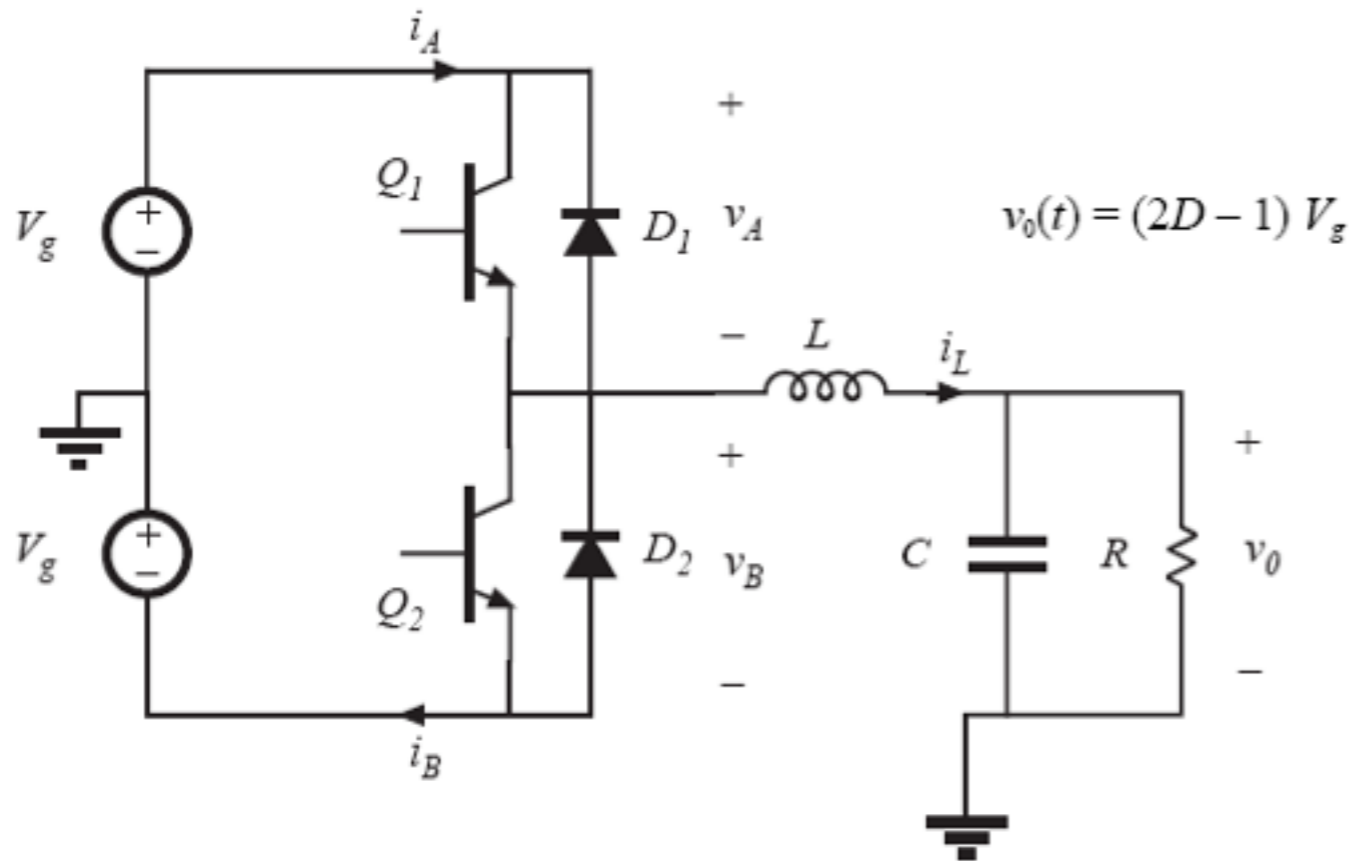 i_A
+
Q_1
V_g
+
−
D_1
v_A
v_0(t) = (2D − 1) V_g
−
L
i_L
+
+
V_g
+
−
D_2
v_B
C
R
v_0
Q_2
−
−
i_B